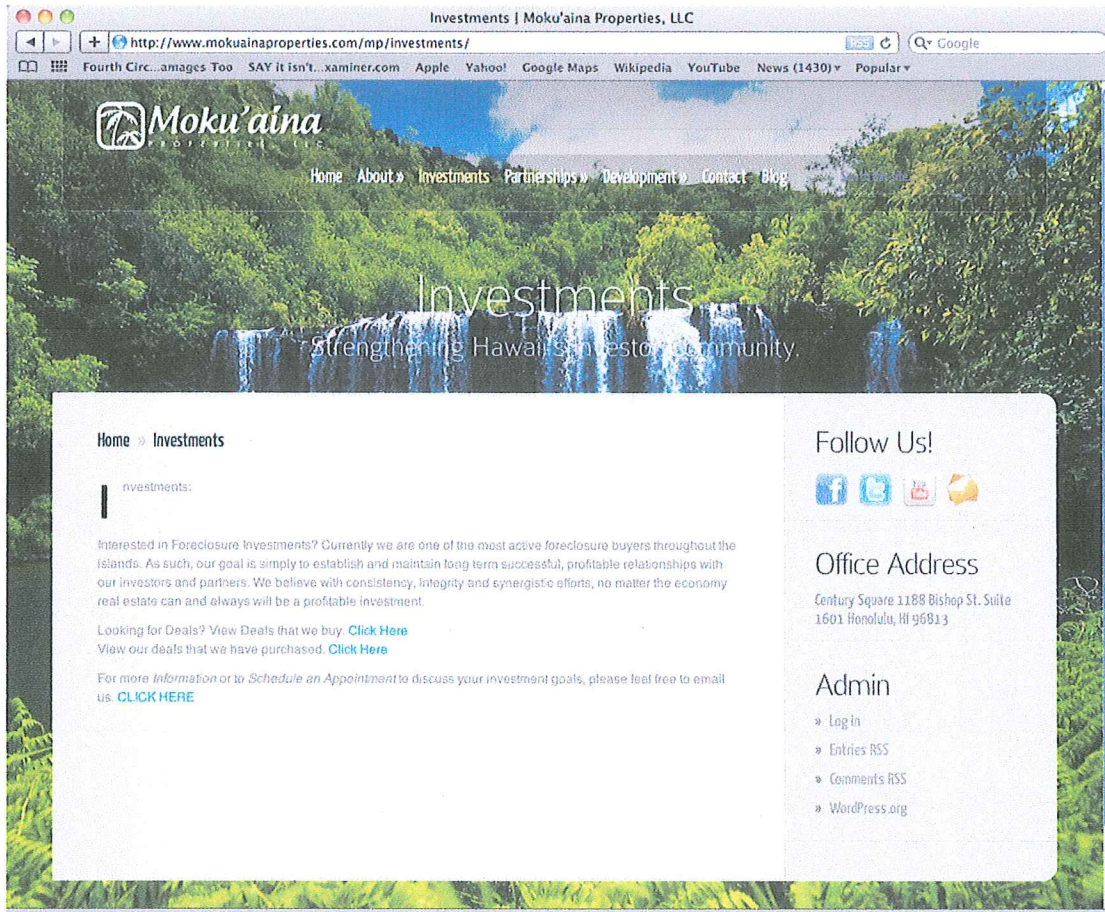 Investments | Moku'aina Properties, LLC
http://www.mokuainaproperties.com/mp/investments/
RSS
Google
Fourth Circ...amages Too SAY it isn't...xaminer.com Apple Yahoo! Google Maps Wikipedia YouTube News (1430) Popular
Moku'aina
PROPERTIES, LLC
Home About » Investments Partnerships » Development » Contact Blog
Investments
Strengthening Hawaii's Investor Community.
Home » Investments
Investments:
Interested in Foreclosure Investments? Currently we are one of the most active foreclosure buyers throughout the
islands. As such, our goal is simply to establish and maintain long term successful, profitable relationships with
our investors and partners. We believe with consistency, integrity and synergistic efforts, no matter the economy
real estate can and always will be a profitable investment.
Looking for Deals? View Deals that we buy. Click Here
View our deals that we have purchased. Click Here
For more Information or to Schedule an Appointment to discuss your investment goals, please feel free to email
us. CLICK HERE
Follow Us!
Office Address
Century Square 1188 Bishop St. Suite
1601 Honolulu, HI 96813
Admin
» Log in
» Entries RSS
» Comments RSS
» WordPress.org